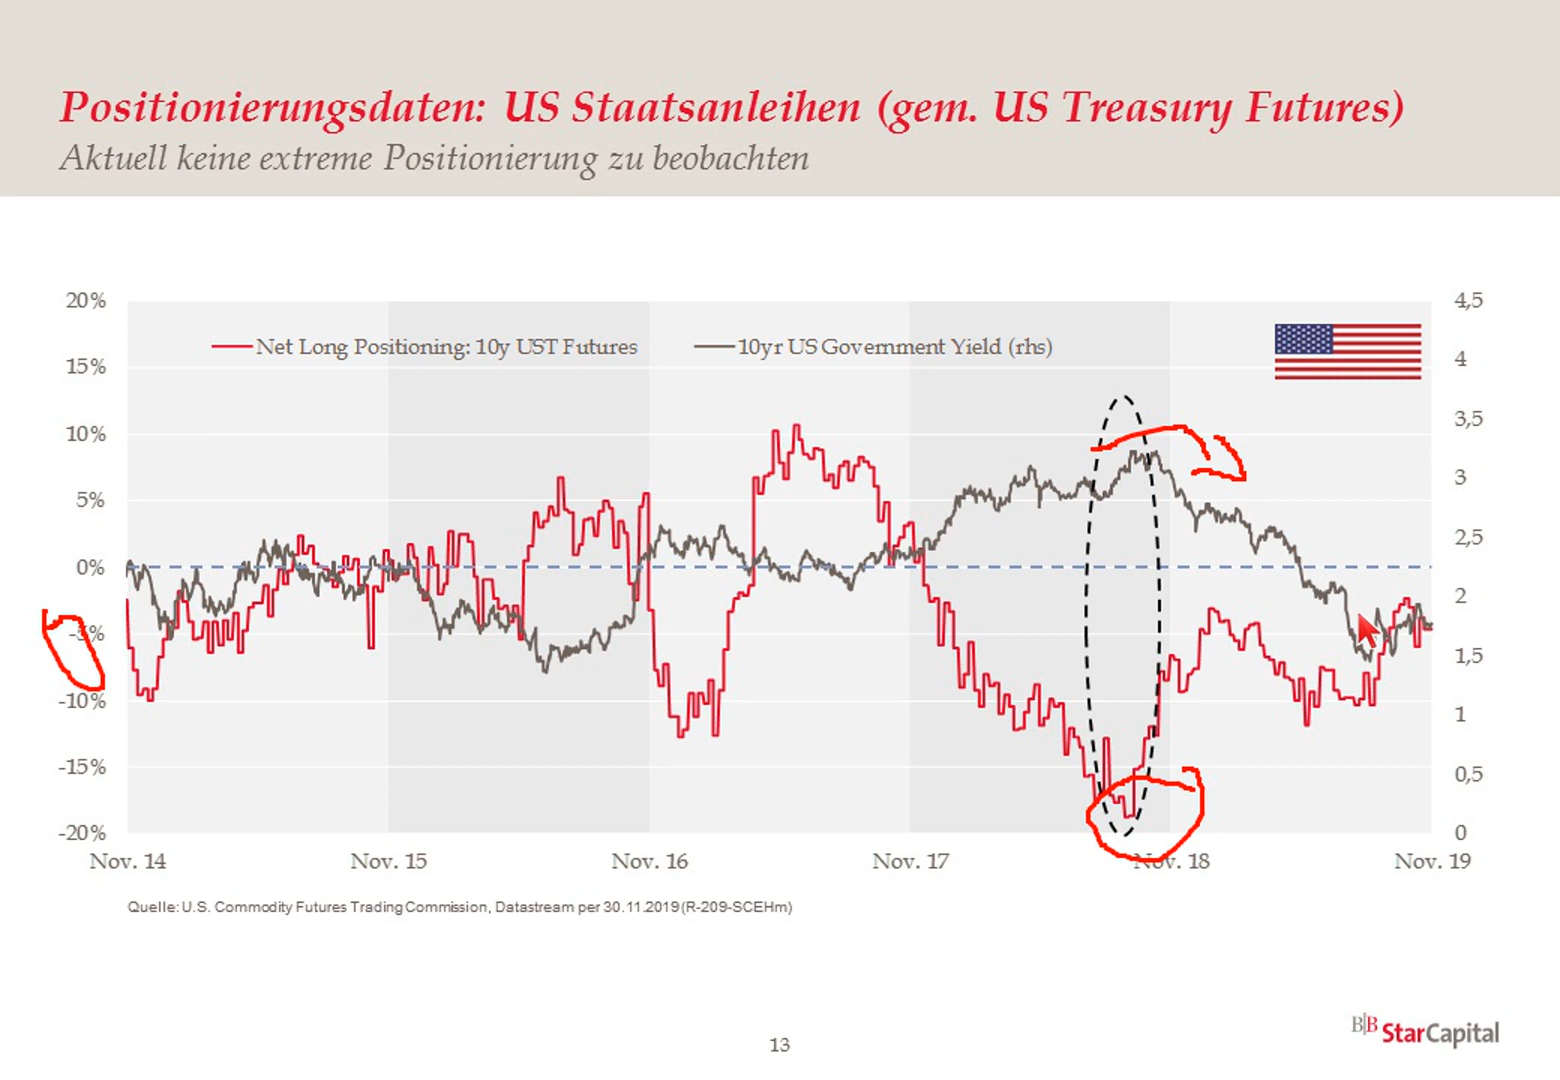 Positionierungsdaten: US Staatsanleihen (gem. US Treasury Futures)
Aktuell keine extreme Positionierung zu beobachten
20%
15%
10%
5%
0%
-5%
-10%
-15%
-20%
Net Long Positioning: 10y UST Futures
10yr US Government Yield (rhs)
4,5
4
3,5
3
2,5
2
1,5
1
0,5
0
Nov. 14 Nov. 15 Nov. 16 Nov. 17 Nov. 18 Nov. 19
Quelle: U.S. Commodity Futures Trading Commission, Datastream per 30.11.2019 (R-209-SCEHm)
13
B|B StarCapital